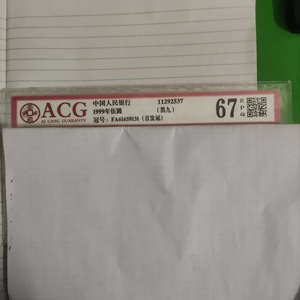 ACG
AI CANG GUARANTY
中国人民银行 11292537
1999年伍圆 (黑九)
冠号: FA61659131 (首发冠)
67
EPQ